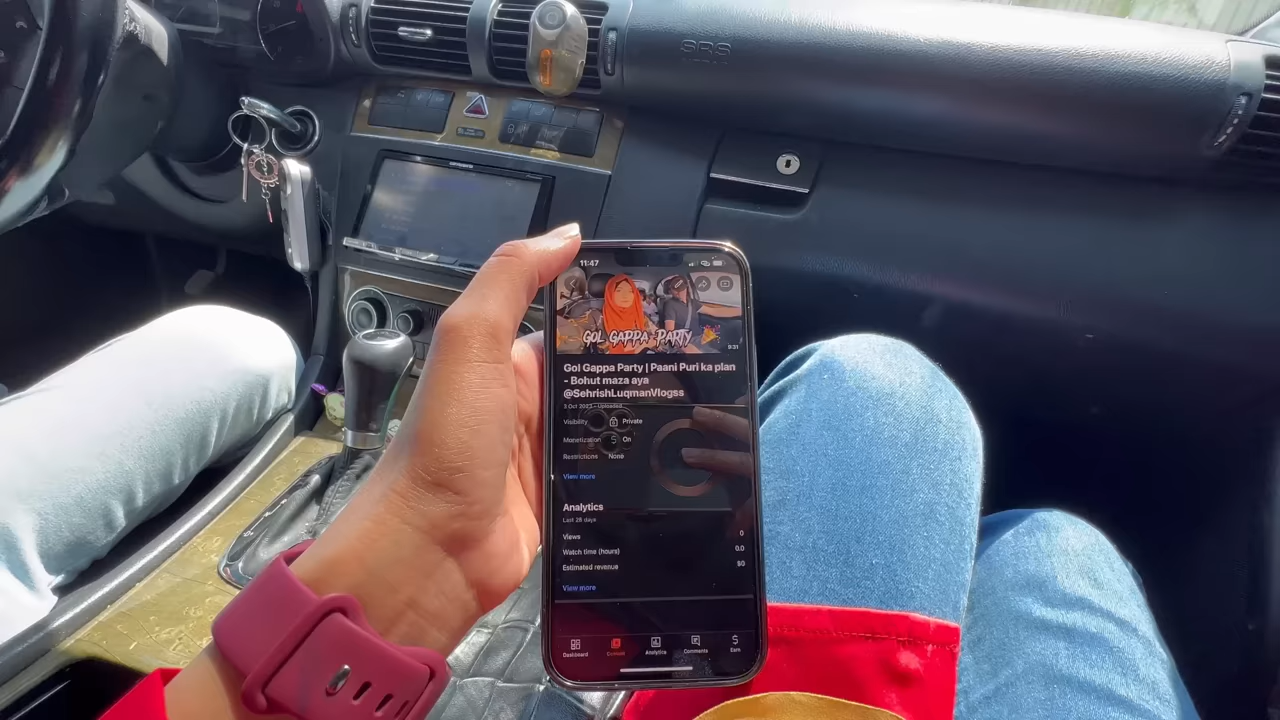 SRS
11:47
GOL GAPPA PARTY
9:31
Gol Gappa Party | Paani Puri ka plan
- Bohut maza aya
@SehrishLuqmanVlogss
Visibility Private
Monetization On
Restrictions None
View more
Analytics
Last 28 days
Views 0
Watch time (hours) 0.0
Estimated revenue $0
View more
Dashboard Content Analytics Comments Earn